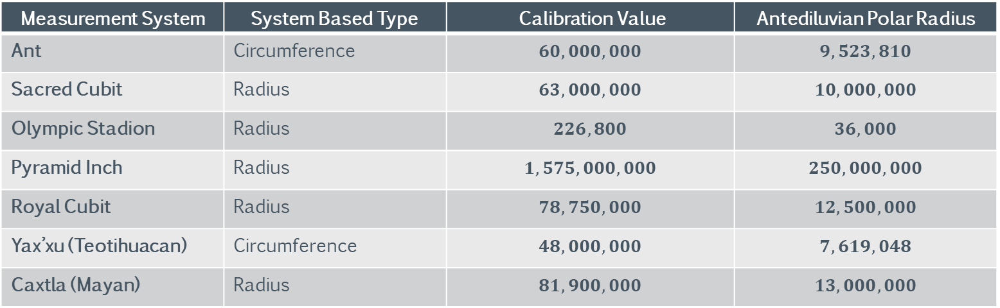 Measurement System System Based Type Calibration Value Antediluvian Polar Radius
Ant Circumference 60,000,000 9,523,810
Sacred Cubit Radius 63,000,000 10,000,000
Olympic Stadion Radius 226,800 36,000
Pyramid Inch Radius 1,575,000,000 250,000,000
Royal Cubit Radius 78,750,000 12,500,000
Yax’xu (Teotihuacan) Circumference 48,000,000 7,619,048
Caxtla (Mayan) Radius 81,900,000 13,000,000